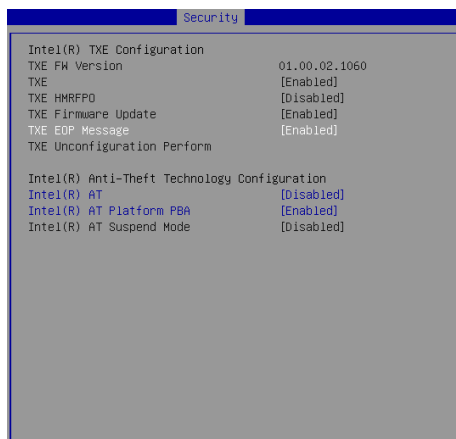 Security
Intel(R) TXE Configuration
TXE FW Version 01.00.02.1060
TXE [Enabled]
TXE HMRFPO [Disabled]
TXE Firmware Update [Enabled]
TXE EOP Message [Enabled]
TXE Unconfiguration Perform
Intel(R) Anti-Theft Technology Configuration
Intel(R) AT [Disabled]
Intel(R) AT Platform PBA [Enabled]
Intel(R) AT Suspend Mode [Disabled]